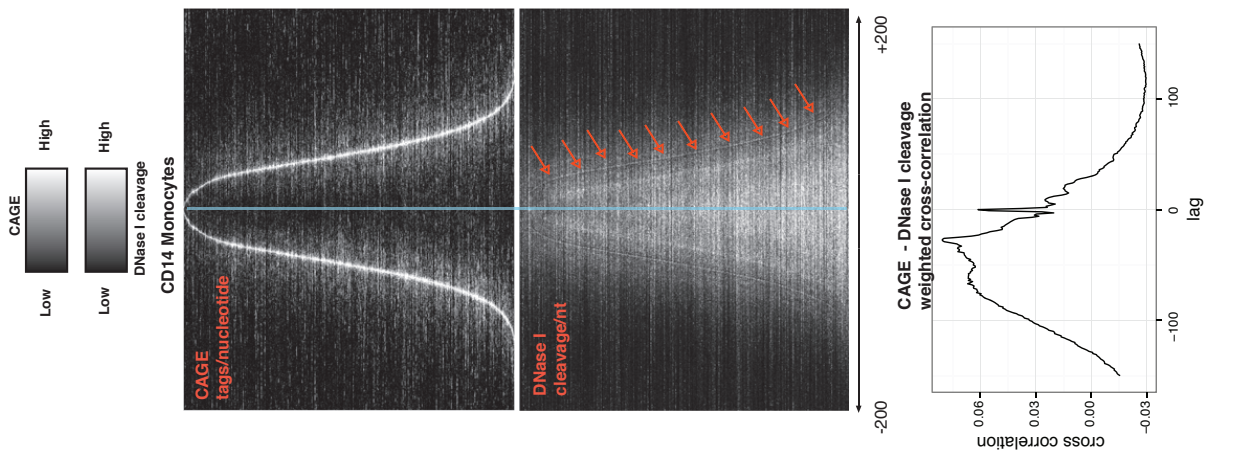 CAGE
Low
High
Low
High
DNase I cleavage
CD14 Monocytes
CAGE
tags/nucleotide
DNase I
cleavage/nt
-200
+200
CAGE - DNase I cleavage
weighted cross-correlation
cross correlation
0.06
0.03
0.00
-0.03
-100
0
100
lag